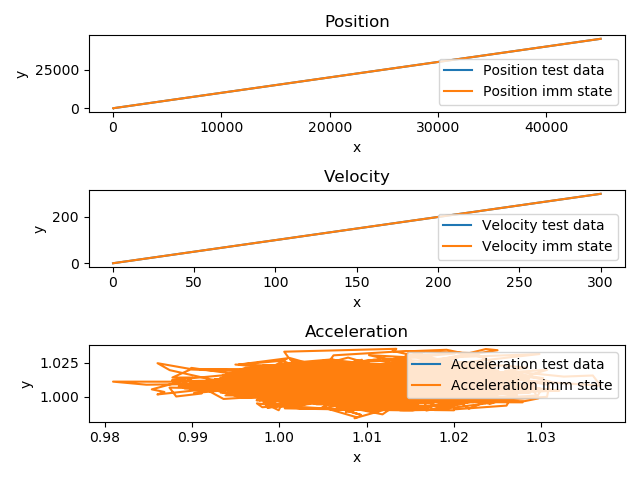 Position
y
25000
0
Position test data
Position imm state
0 10000 20000 30000 40000
x
Velocity
y
200
0
Velocity test data
Velocity imm state
0 50 100 150 200 250 300
x
Acceleration
y
1.025
1.000
Acceleration test data
Acceleration imm state
0.98 0.99 1.00 1.01 1.02 1.03
x